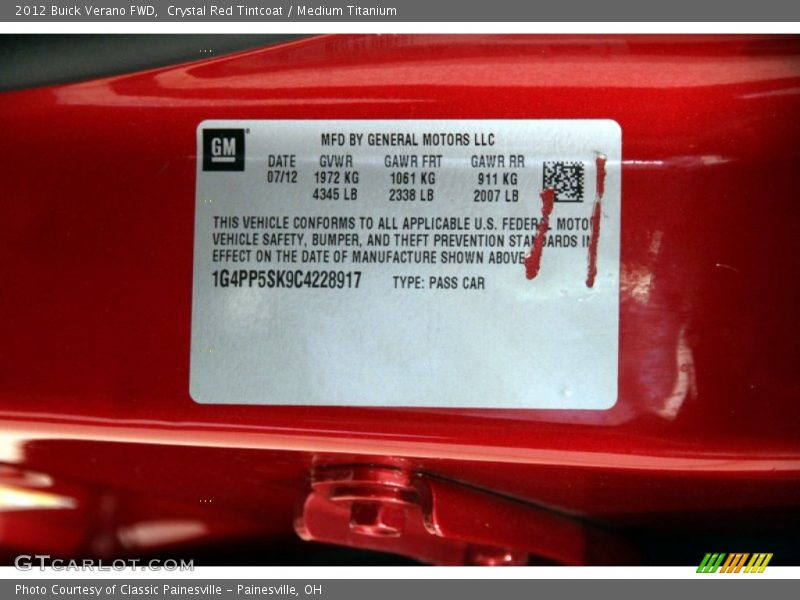 2012 Buick Verano FWD,  Crystal Red Tintcoat / Medium Titanium
GM
MFD BY GENERAL MOTORS LLC
DATE GVWR GAWR FRT GAWR RR
07/12 1972 KG 1061 KG 911 KG
4345 LB 2338 LB 2007 LB
THIS VEHICLE CONFORMS TO ALL APPLICABLE U.S. FEDERAL MOTOR
VEHICLE SAFETY, BUMPER, AND THEFT PREVENTION STANDARDS IN
EFFECT ON THE DATE OF MANUFACTURE SHOWN ABOVE.
1G4PP5SK9C4228917 TYPE: PASS CAR
GTCARLOT.COM
Photo Courtesy of Classic Painesville - Painesville, OH